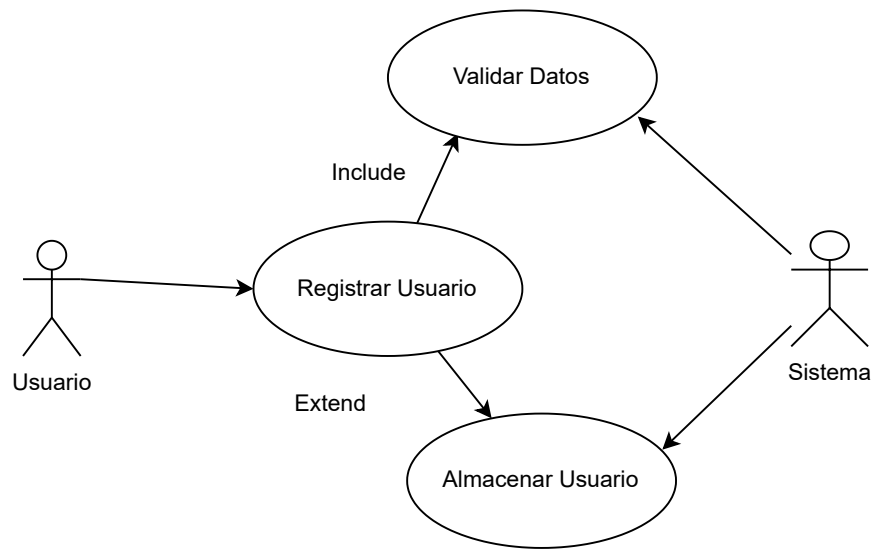 Validar Datos
Include
Registrar Usuario
Usuario
Sistema
Extend
Almacenar Usuario